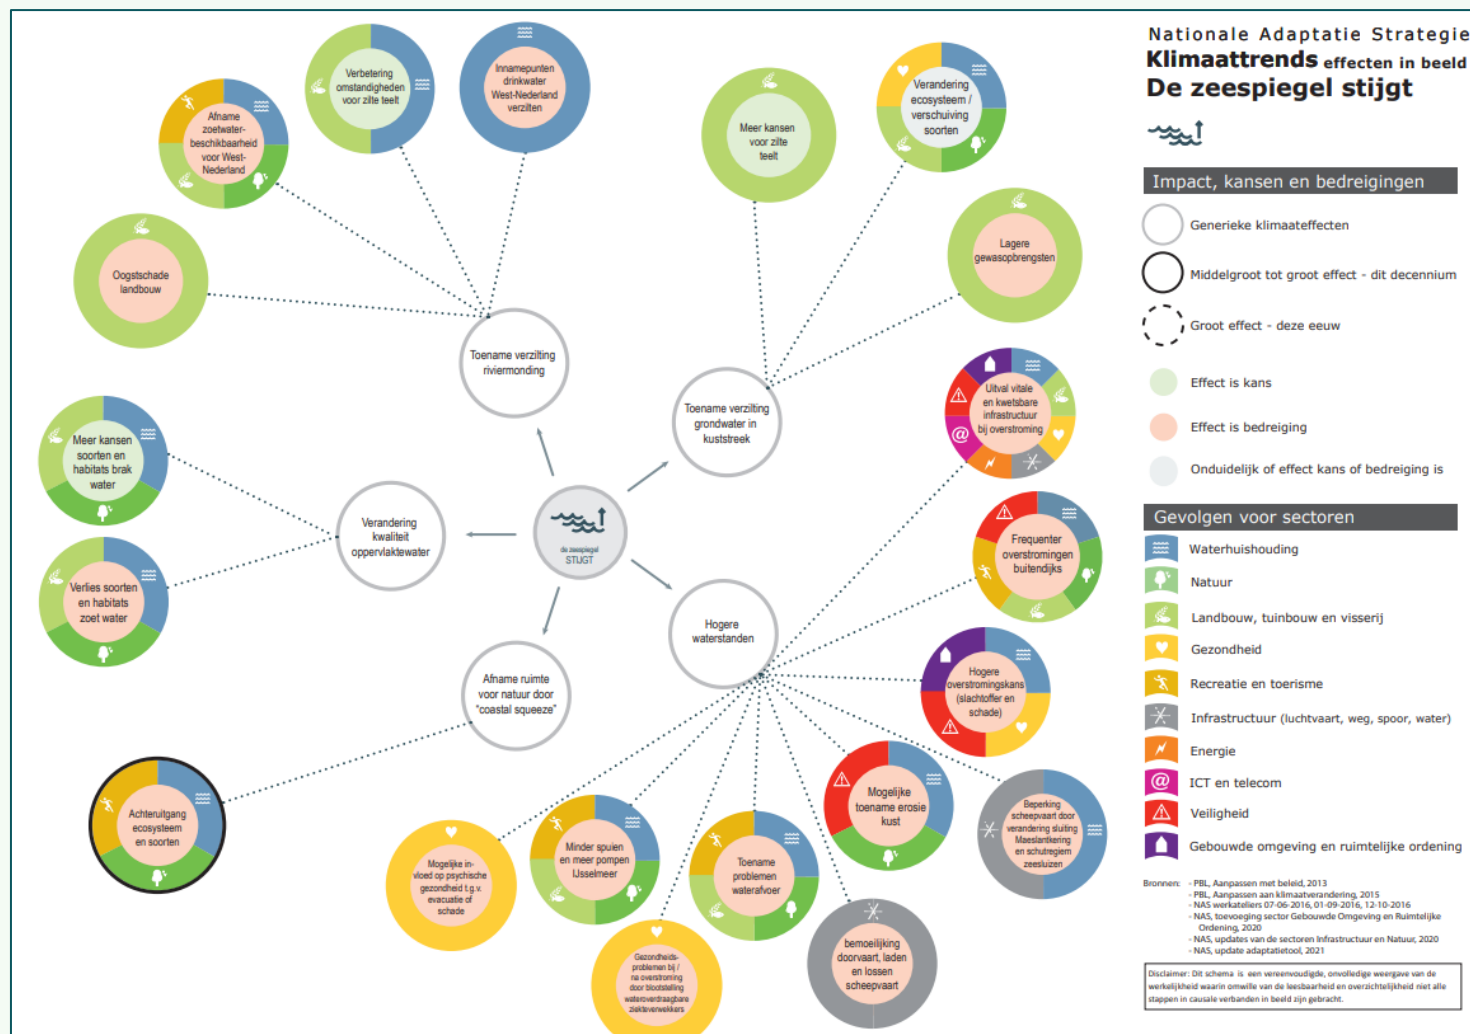 Nationale Adaptatie Strategie
Klimaattrends effecten in beeld
De zeespiegel stijgt
Impact, kansen en bedreigingen
Generieke klimaateffecten
Middelgroot tot groot effect - dit decennium
Groot effect - deze eeuw
Effect is kans
Effect is bedreiging
Onduidelijk of effect kans of bedreiging is
Gevolgen voor sectoren
Waterhuishouding
Natuur
Landbouw, tuinbouw en visserij
Gezondheid
Recreatie en toerisme
Infrastructuur (luchtvaart, weg, spoor, water)
Energie
@ ICT en telecom
Veiligheid
Gebouwde omgeving en ruimtelijke ordening
Bronnen: - PBL, Aanpassen met beleid, 2013
- PBL, Aanpassen aan klimaatverandering, 2015
- NAS werkateliers 07-06-2016, 01-09-2016, 12-10-2016
- NAS, toevoeging sector Gebouwde Omgeving en Ruimtelijke
Ordening, 2020
- NAS, updates van de sectoren Infrastructuur en Natuur, 2020
- NAS, update adaptatietool, 2021
Disclaimer: Dit schema is een vereenvoudigde, onvolledige weergave van de
werkelijkheid waarin omwille van de leesbaarheid en overzichtelijkheid niet alle
stappen in causale verbanden in beeld zijn gebracht.
de zeespiegel
STIJGT
Toename verzilting
riviermonding
Oogstschade
landbouw
Afname
zoetwater-
beschikbaarheid
voor West-
Nederland
Verbetering
omstandigheden
voor zilte teelt
Innamepunten
drinkwater
West-Nederland
verzilten
Toename verzilting
grondwater in
kuststreek
Meer kansen
voor zilte
teelt
Verandering
ecosysteem /
verschuiving
soorten
Lagere
gewasopbrengsten
Verandering
kwaliteit
oppervlaktewater
Meer kansen
soorten en
habitats brak
water
Verlies soorten
en habitats
zoet water
Afname ruimte
voor natuur door
"coastal squeeze"
Achteruitgang
ecosysteem
en soorten
Hogere
waterstanden
Uitval vitale
en kwetsbare
infrastructuur
bij overstroming
@
Frequenter
overstromingen
buitendijks
Hogere
overstromingskans
(slachtoffer en
schade)
Beperking
scheepvaart door
verandering sluiting
Maeslantkering
en schutregiem
zeesluizen
Mogelijke
toename erosie
kust
bemoeilijking
doorvaart, laden
en lossen
scheepvaart
Toename
problemen
waterafvoer
Gezondheids-
problemen bij /
na overstroming
door blootstelling
wateroverdraagbare
ziekteverwekkers
Minder spuien
en meer pompen
IJsselmeer
Mogelijke in-
vloed op psychische
gezondheid t.g.v.
evacuatie of
schade